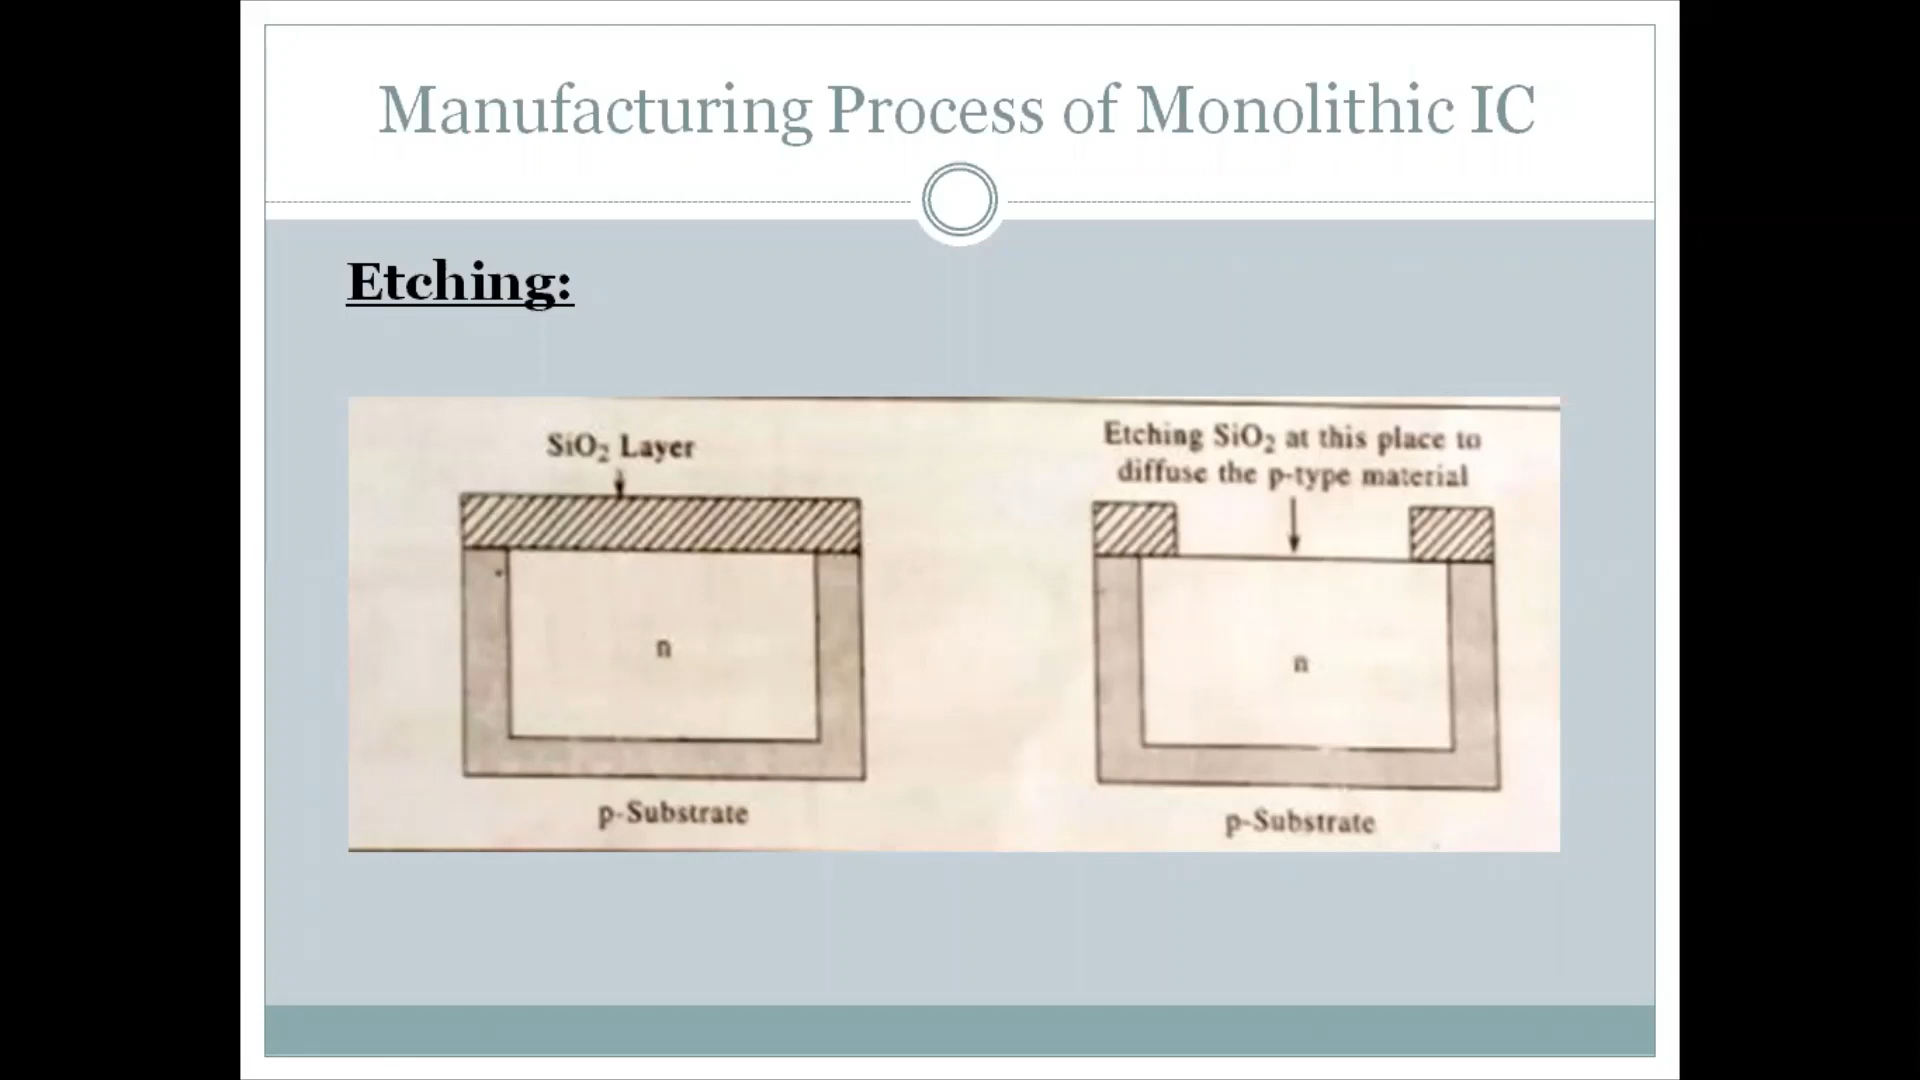 Manufacturing Process of Monolithic IC
Etching:
SiO₂ Layer
n
p-Substrate
Etching SiO₂ at this place to
diffuse the p-type material
n
p-Substrate